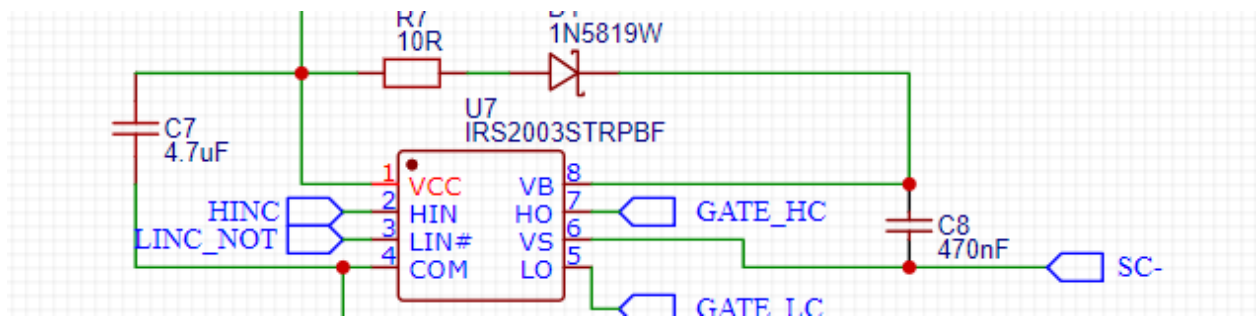 R7
10R
1N5819W
C7
4.7uF
U7
IRS2003STRPBF
1
VCC
VB
8
HINC
2
HIN
HO
7
GATE_HC
LINC_NOT
3
LIN#
VS
6
C8
470nF
4
COM
LO
5
SC-
GATE_LC